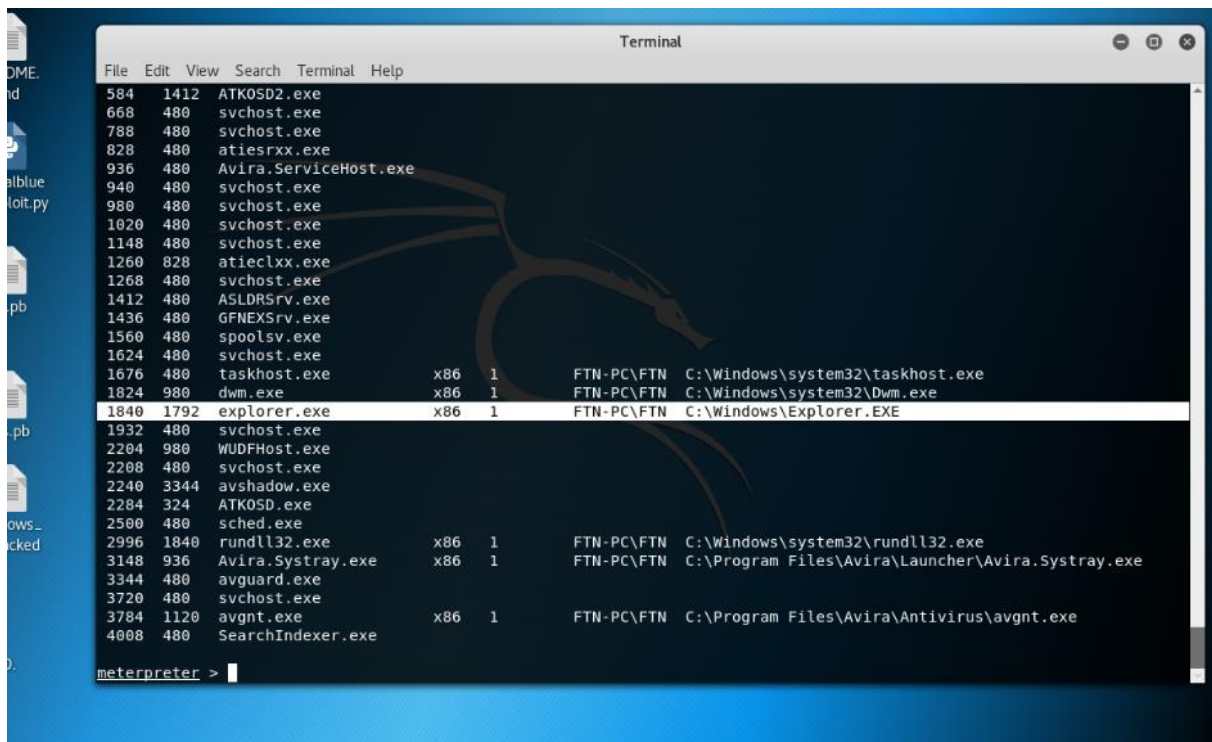 Terminal
File Edit View Search Terminal Help
584 1412 ATKOSD2.exe
668 480 svchost.exe
788 480 svchost.exe
828 480 atiesrxx.exe
936 480 Avira.ServiceHost.exe
940 480 svchost.exe
980 480 svchost.exe
1020 480 svchost.exe
1148 480 svchost.exe
1260 828 atieclxx.exe
1268 480 svchost.exe
1412 480 ASLDRSrv.exe
1436 480 GFNEXSrv.exe
1560 480 spoolsv.exe
1624 480 svchost.exe
1676 480 taskhost.exe x86 1 FTN-PC\FTN C:\Windows\system32\taskhost.exe
1824 980 dwm.exe x86 1 FTN-PC\FTN C:\Windows\system32\Dwm.exe
1840 1792 explorer.exe x86 1 FTN-PC\FTN C:\Windows\Explorer.EXE
1932 480 svchost.exe
2204 980 WUDFHost.exe
2208 480 svchost.exe
2240 3344 avshadow.exe
2284 324 ATKOSD.exe
2500 480 sched.exe
2996 1840 rundll32.exe x86 1 FTN-PC\FTN C:\Windows\system32\rundll32.exe
3148 936 Avira.Systray.exe x86 1 FTN-PC\FTN C:\Program Files\Avira\Launcher\Avira.Systray.exe
3344 480 avguard.exe
3720 480 svchost.exe
3784 1120 avgnt.exe x86 1 FTN-PC\FTN C:\Program Files\Avira\Antivirus\avgnt.exe
4008 480 SearchIndexer.exe
meterpreter >
OME.
nd
alblue
loit.py
.pb
.pb
ows_
cked